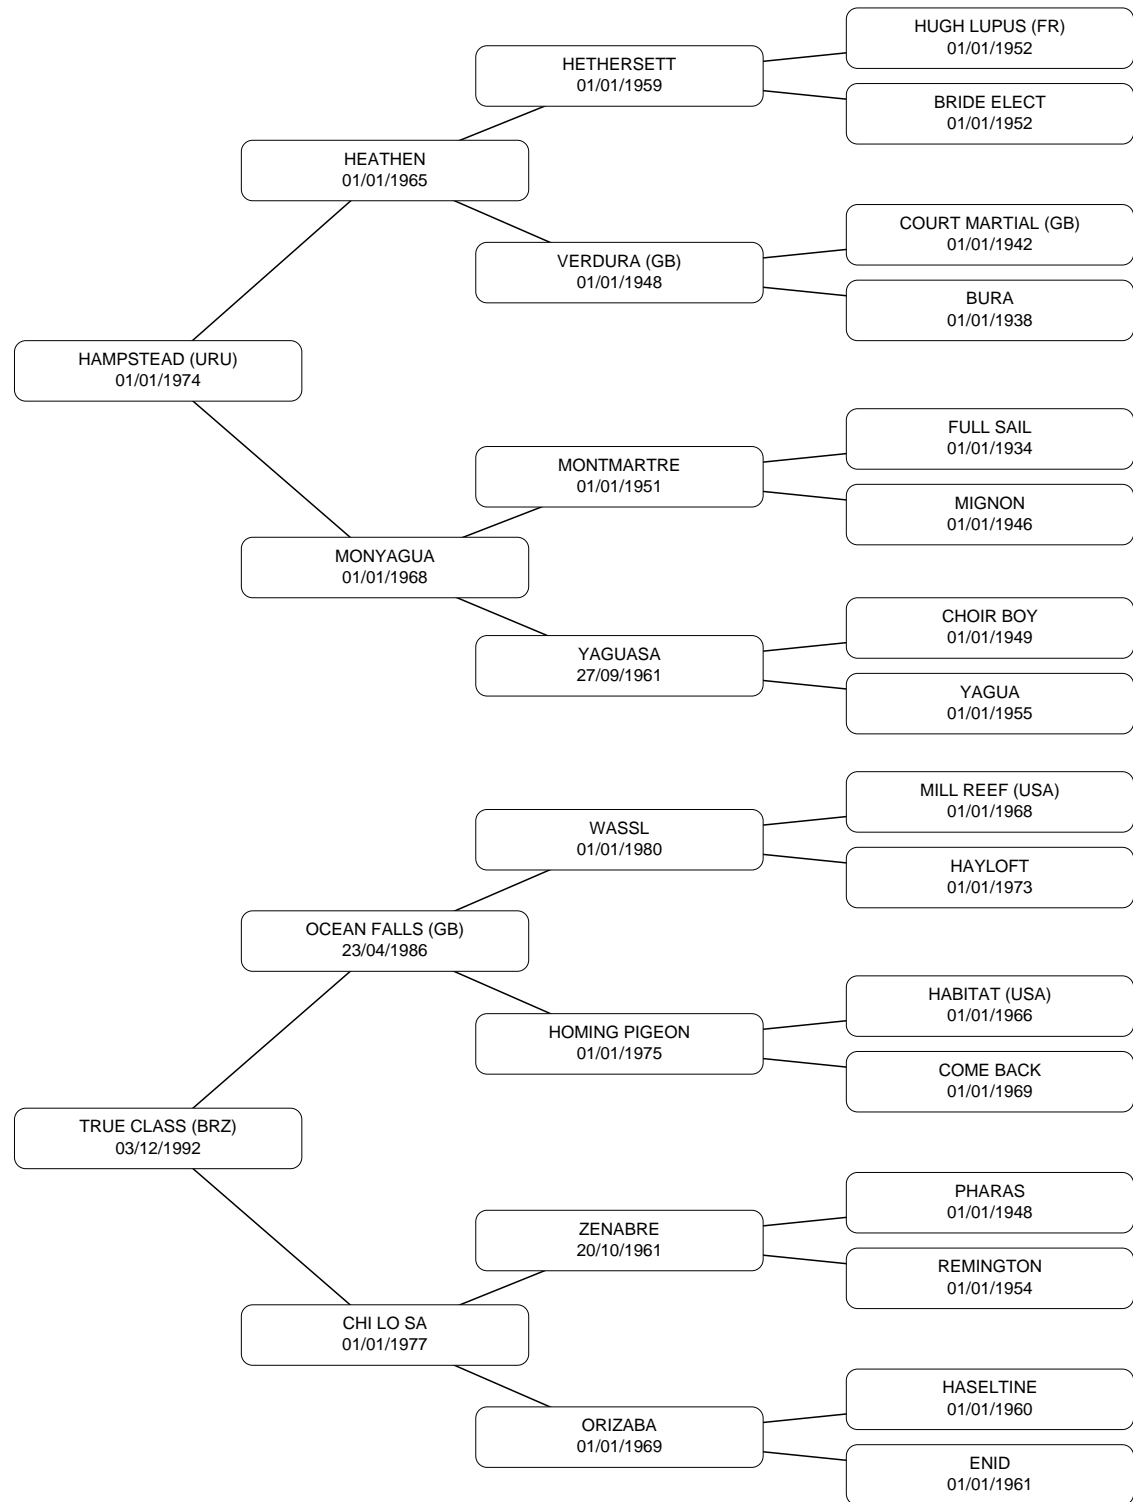 HUGH LUPUS (FR)
01/01/1952
HETHERSETT
01/01/1959
BRIDE ELECT
01/01/1952
HEATHEN
01/01/1965
COURT MARTIAL (GB)
01/01/1942
VERDURA (GB)
01/01/1948
BURA
01/01/1938
HAMPSTEAD (URU)
01/01/1974
FULL SAIL
01/01/1934
MONTMARTRE
01/01/1951
MIGNON
01/01/1946
MONYAGUA
01/01/1968
CHOIR BOY
01/01/1949
YAGUASA
27/09/1961
YAGUA
01/01/1955
MILL REEF (USA)
01/01/1968
WASSL
01/01/1980
HAYLOFT
01/01/1973
OCEAN FALLS (GB)
23/04/1986
HABITAT (USA)
01/01/1966
HOMING PIGEON
01/01/1975
COME BACK
01/01/1969
TRUE CLASS (BRZ)
03/12/1992
PHARAS
01/01/1948
ZENABRE
20/10/1961
REMINGTON
01/01/1954
CHI LO SA
01/01/1977
HASELTINE
01/01/1960
ORIZABA
01/01/1969
ENID
01/01/1961